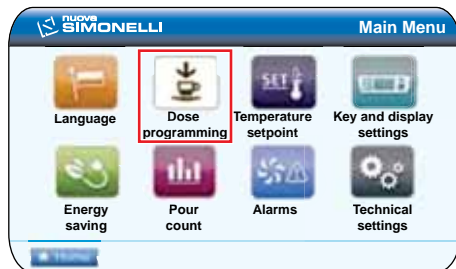 nuova
SIMONELLI
Main Menu
SET
Language
Dose
programming
Temperature
setpoint
Key and display
settings
Energy
saving
Pour
count
Alarms
Technical
settings
Home